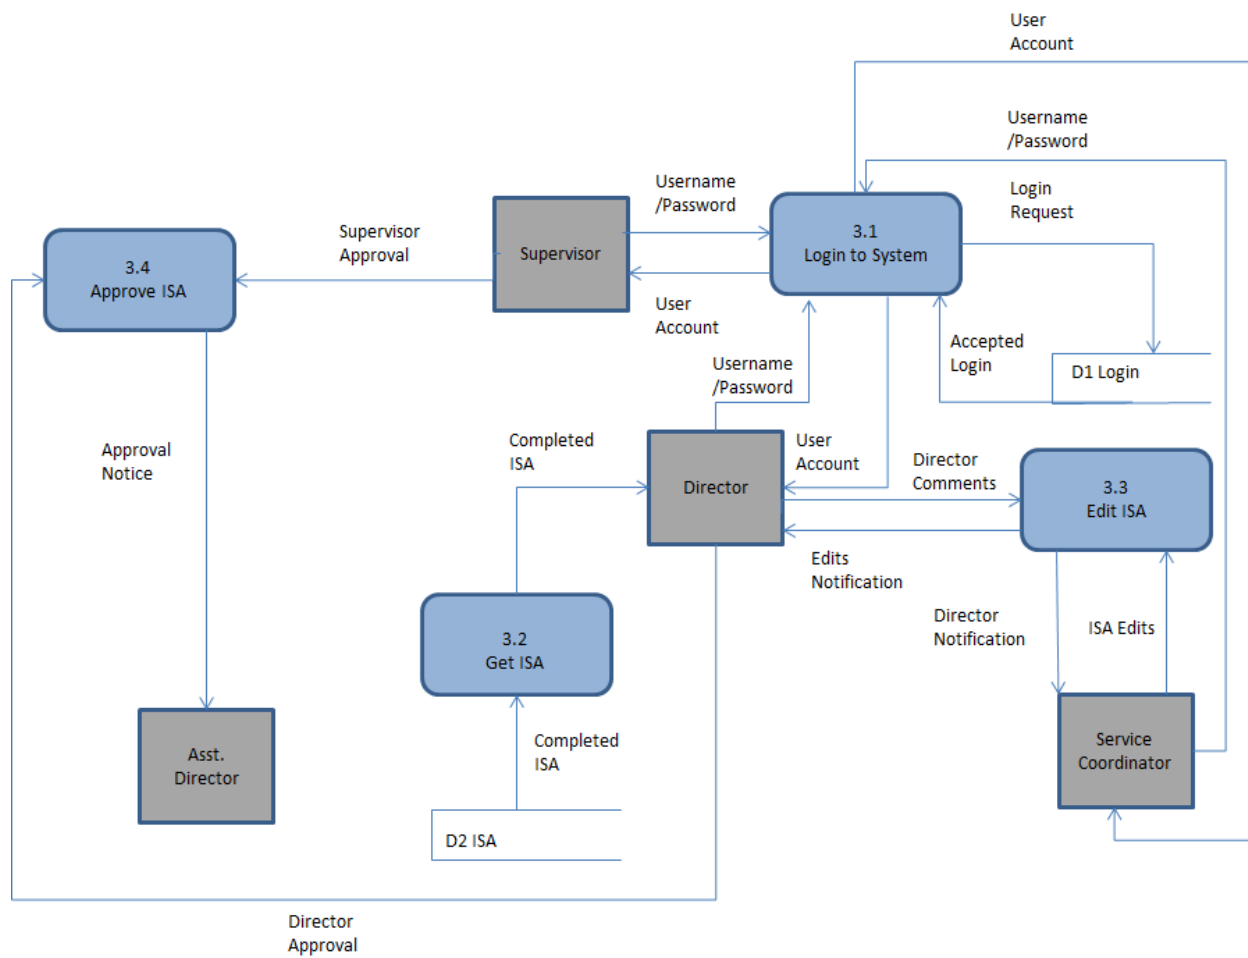 User
Account
Username
/Password
Login
Request
Username
/Password
3.1
Login to System
Supervisor
Supervisor
Approval
3.4
Approve ISA
User
Account
Accepted
Login
D1 Login
Username
/Password
Approval
Notice
Completed
ISA
Director
User
Account
Director
Comments
3.3
Edit ISA
Edits
Notification
Director
Notification
ISA Edits
3.2
Get ISA
Asst.
Director
Completed
ISA
Service
Coordinator
D2 ISA
Director
Approval